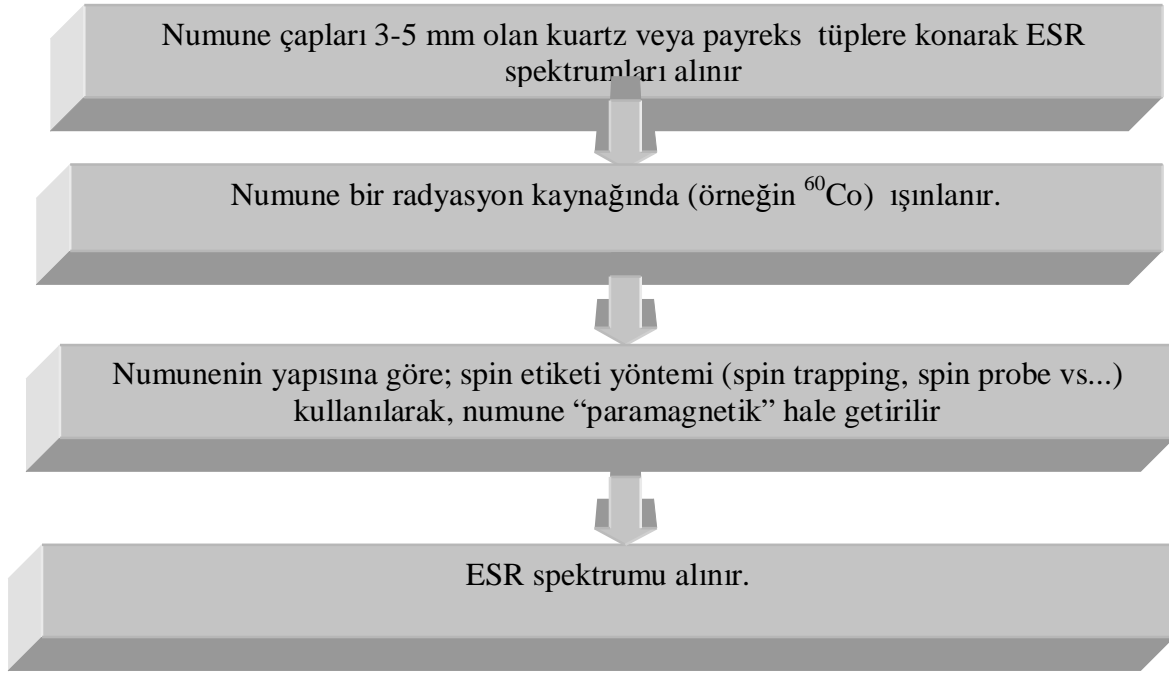 Numune çapları 3-5 mm olan kuartz veya payreks tüplere konarak ESR
spektrumları alınır
Numune bir radyasyon kaynağında (örneğin ⁶⁰Co) ışınlanır.
Numunenin yapısına göre; spin etiketi yöntemi (spin trapping, spin probe vs...)
kullanılarak, numune “paramagnetik” hale getirilir
ESR spektrumu alınır.